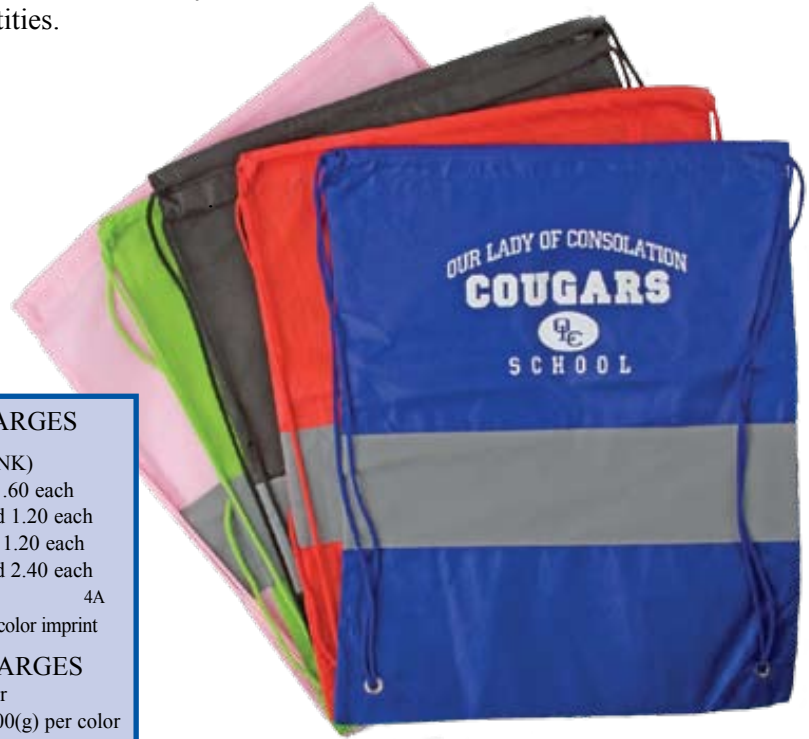 tities.
OUR LADY OF CONSOLATION
COUGARS
OLC
SCHOOL
ARGES
NK)
.60 each
d 1.20 each
1.20 each
d 2.40 each
4A
color imprint
ARGES
r
00(g) per color